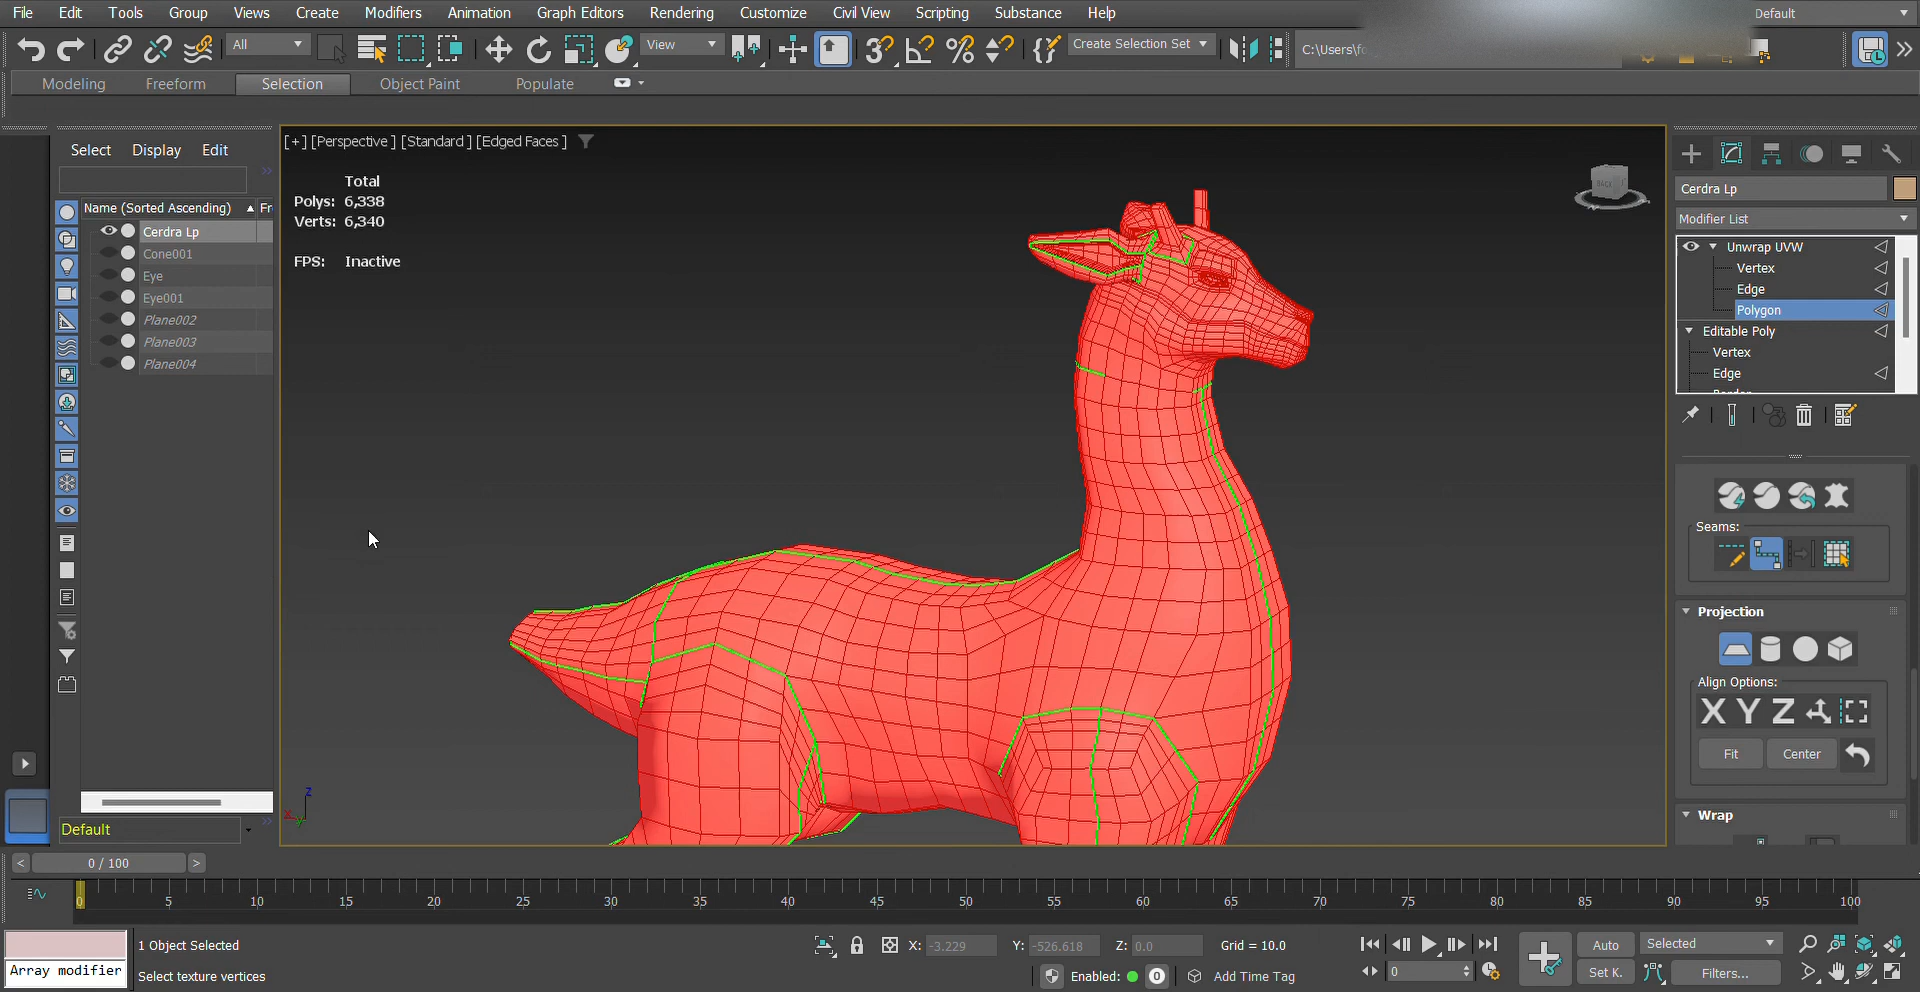 File Edit Tools Group Views Create Modifiers Animation Graph Editors Rendering Customize Civil View Scripting Substance Help Default
All View 3 Create Selection Set C:\Users\fo
Modeling Freeform Selection Object Paint Populate
[+] [Perspective ] [Standard ] [Edged Faces ]
Select Display Edit
Total
Polys: 6,338
Verts: 6,340
FPS: Inactive
Name (Sorted Ascending) Fr
Cerdra Lp
Cone001
Eye
Eye001
Plane002
Plane003
Plane004
BACK
Cerdra Lp
Modifier List
Unwrap UVW
Vertex
Edge
Polygon
Editable Poly
Vertex
Edge
Border
Seams:
Projection
Align Options:
X Y Z
Fit Center
Wrap
z
x
y
Default
< 0 / 100 >
0 5 10 15 20 25 30 35 40 45 50 55 60 65 70 75 80 85 90 95 100
1 Object Selected X: -3.229 Y: -526.618 Z: 0.0 Grid = 10.0 Auto Selected
Array modifier
Select texture vertices Enabled: 0 Add Time Tag 0 Set K. Filters...